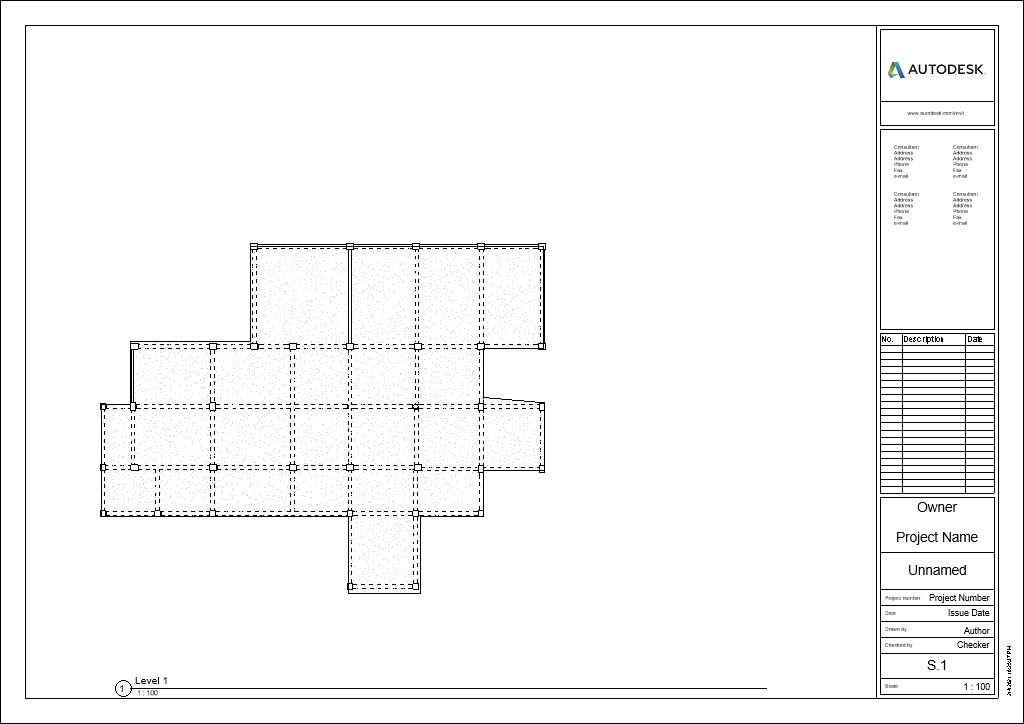 AUTODESK.
www.autodesk.com/revit
Consultant
Address
Address
Phone
Fax
e-mail
Consultant
Address
Address
Phone
Fax
e-mail
Consultant
Address
Address
Phone
Fax
e-mail
Consultant
Address
Address
Phone
Fax
e-mail
No. Description Date
Owner
Project Name
Unnamed
Project number Project Number
Date Issue Date
Drawn by Author
Checked by Checker
S.1
Scale 1 : 100
1 Level 1
1 : 100